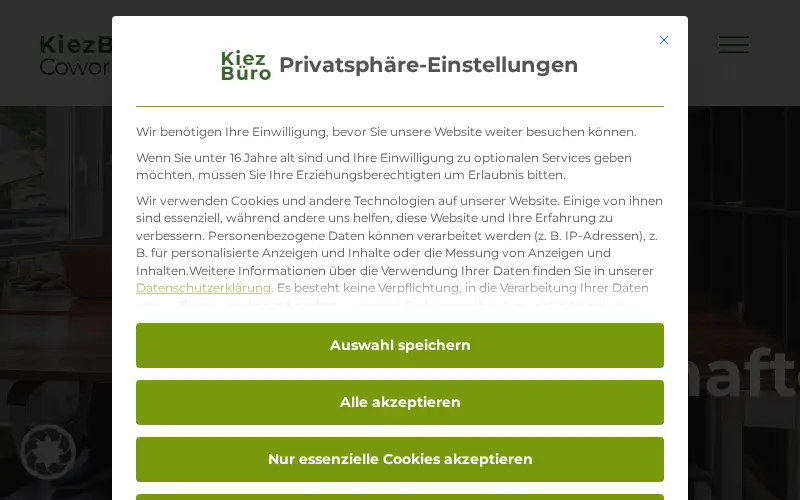 KiezB
Cowor
Kiez
Büro
Privatsphäre-Einstellungen
Wir benötigen Ihre Einwilligung, bevor Sie unsere Website weiter besuchen können.
Wenn Sie unter 16 Jahre alt sind und Ihre Einwilligung zu optionalen Services geben
möchten, müssen Sie Ihre Erziehungsberechtigten um Erlaubnis bitten.
Wir verwenden Cookies und andere Technologien auf unserer Website. Einige von ihnen
sind essenziell, während andere uns helfen, diese Website und Ihre Erfahrung zu
verbessern. Personenbezogene Daten können verarbeitet werden (z. B. IP-Adressen), z.
B. für personalisierte Anzeigen und Inhalte oder die Messung von Anzeigen und
Inhalten.Weitere Informationen über die Verwendung Ihrer Daten finden Sie in unserer
Datenschutzerklärung. Es besteht keine Verpflichtung, in die Verarbeitung Ihrer Daten
Auswahl speichern
Alle akzeptieren
Nur essenzielle Cookies akzeptieren